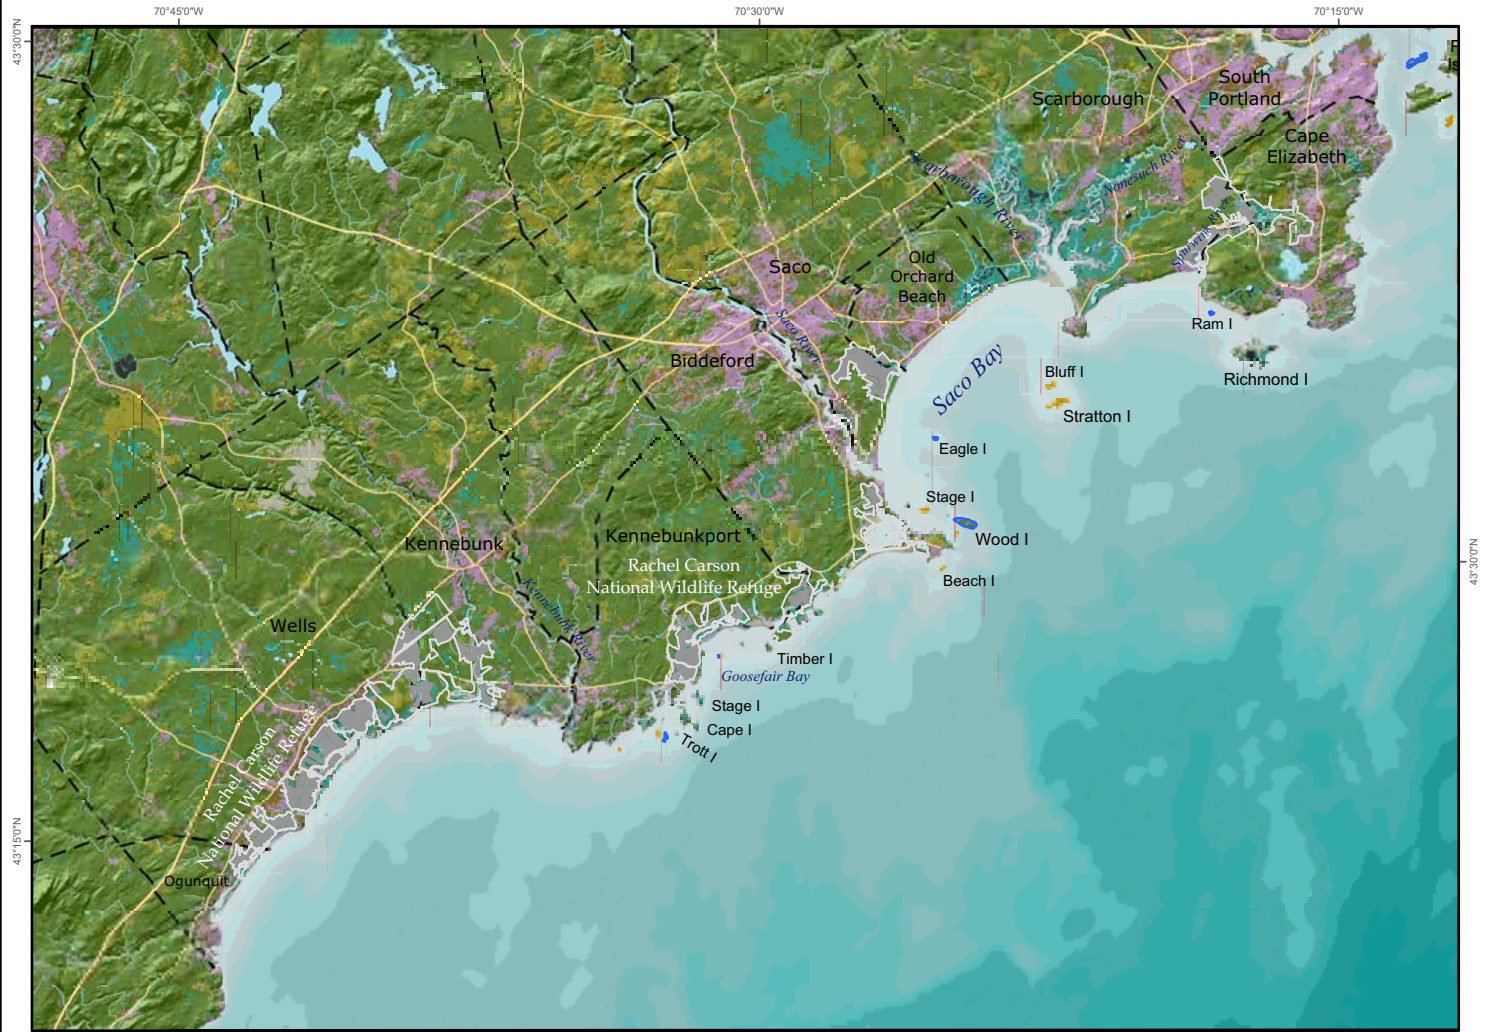 70°45'0"W
70°30'0"W
70°15'0"W
43°30'0"N
43°15'0"N
43°30'0"N
F
Is
South
Portland
Scarborough
Cape
Elizabeth
Scarborough River
Nonesuch River
Spurwink River
Old
Orchard
Beach
Saco
Saco River
Biddeford
Saco Bay
Ram I
Richmond I
Bluff I
Stratton I
Eagle I
Stage I
Wood I
Beach I
Kennebunk
Kennebunkport
Rachel Carson
National Wildlife Refuge
Kennebunk River
Wells
Timber I
Goosefair Bay
Stage I
Cape I
Trott I
Rachel Carson
National Wildlife Refuge
Ogunquit